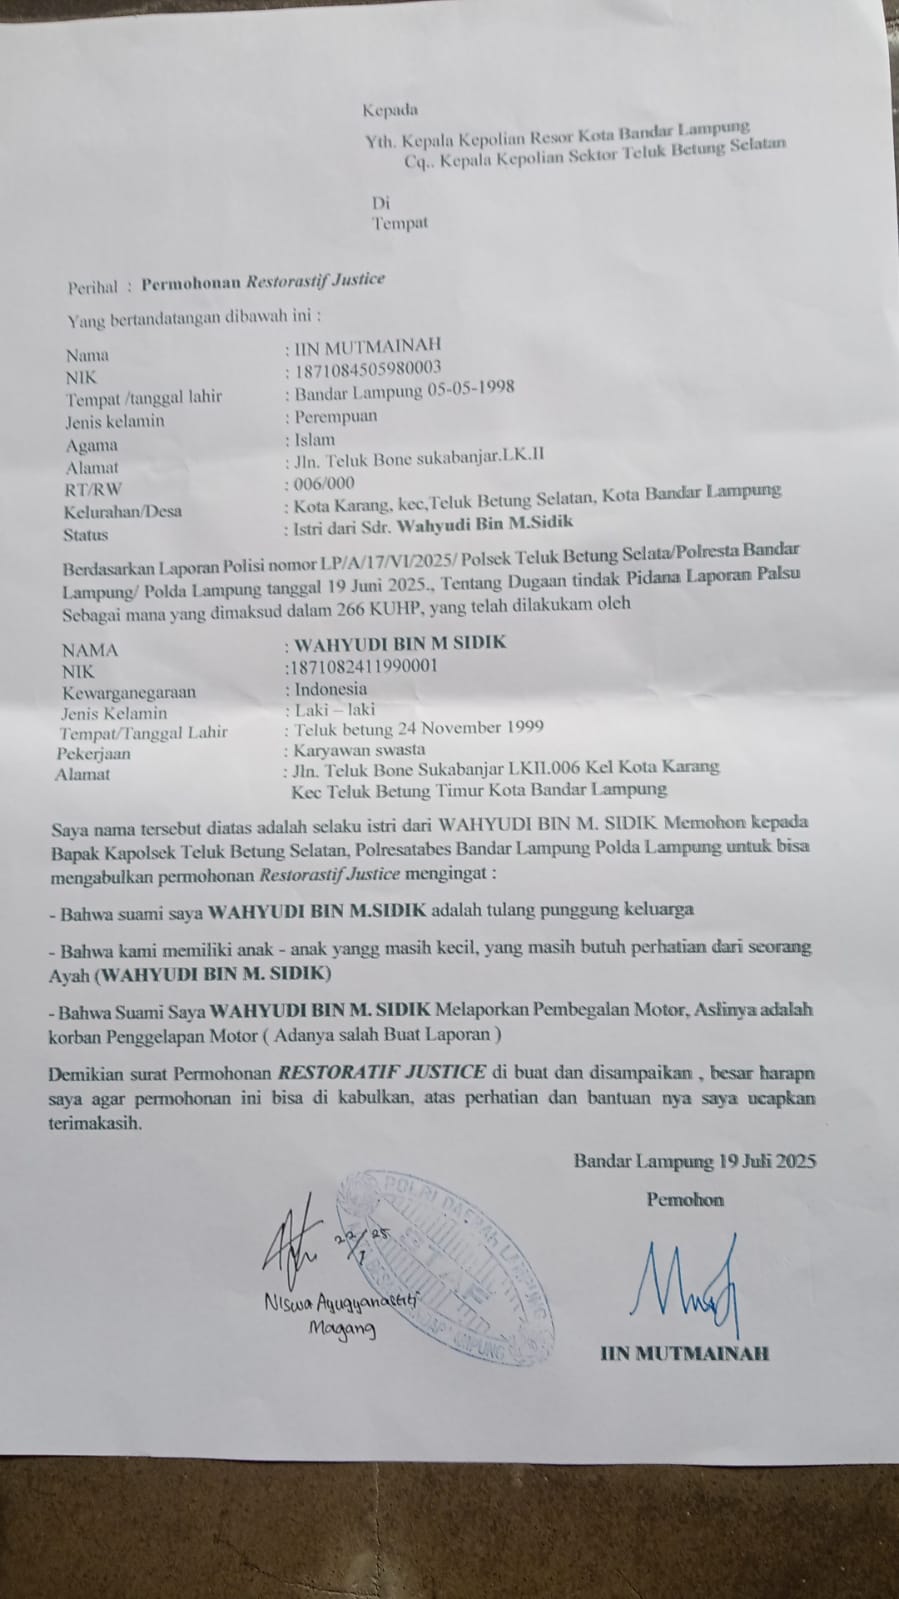 Kepada
Yth. Kepala Kepolian Resor Kota Bandar Lampung
Cq.. Kepala Kepolian Sektor Teluk Betung Selatan
Di
Tempat
Perihal : Permohonan Restorastif Justice
Yang bertandatangan dibawah ini :
Nama : IIN MUTMAINAH
NIK : 1871084505980003
Tempat /tanggal lahir : Bandar Lampung 05-05-1998
Jenis kelamin : Perempuan
Agama : Islam
Alamat : Jln. Teluk Bone sukabanjar.LK.II
RT/RW : 006/000
Kelurahan/Desa : Kota Karang, kec,Teluk Betung Selatan, Kota Bandar Lampung
Status : Istri dari Sdr. Wahyudi Bin M.Sidik
Berdasarkan Laporan Polisi nomor LP/A/17/VI/2025/ Polsek Teluk Betung Selata/Polresta Bandar
Lampung/ Polda Lampung tanggal 19 Juni 2025., Tentang Dugaan tindak Pidana Laporan Palsu
Sebagai mana yang dimaksud dalam 266 KUHP, yang telah dilakukam oleh
NAMA : WAHYUDI BIN M SIDIK
NIK :1871082411990001
Kewarganegaraan : Indonesia
Jenis Kelamin : Laki – laki
Tempat/Tanggal Lahir : Teluk betung 24 November 1999
Pekerjaan : Karyawan swasta
Alamat : Jln. Teluk Bone Sukabanjar LKII.006 Kel Kota Karang
Kec Teluk Betung Timur Kota Bandar Lampung
Saya nama tersebut diatas adalah selaku istri dari WAHYUDI BIN M. SIDIK Memohon kepada
Bapak Kapolsek Teluk Betung Selatan, Polresatabes Bandar Lampung Polda Lampung untuk bisa
mengabulkan permohonan Restorastif Justice mengingat :
- Bahwa suami saya WAHYUDI BIN M.SIDIK adalah tulang punggung keluarga
- Bahwa kami memiliki anak - anak yangg masih kecil, yang masih butuh perhatian dari seorang
Ayah (WAHYUDI BIN M. SIDIK)
- Bahwa Suami Saya WAHYUDI BIN M. SIDIK Melaporkan Pembegalan Motor, Aslinya adalah
korban Penggelapan Motor ( Adanya salah Buat Laporan )
Demikian surat Permohonan RESTORATIF JUSTICE di buat dan disampaikan , besar harapn
saya agar permohonan ini bisa di kabulkan, atas perhatian dan bantuan nya saya ucapkan
terimakasih.
Bandar Lampung 19 Juli 2025
Pemohon
POLRI DAERAH LAMPUNG
22/7 25
Niswa
Magang
IIN MUTMAINAH